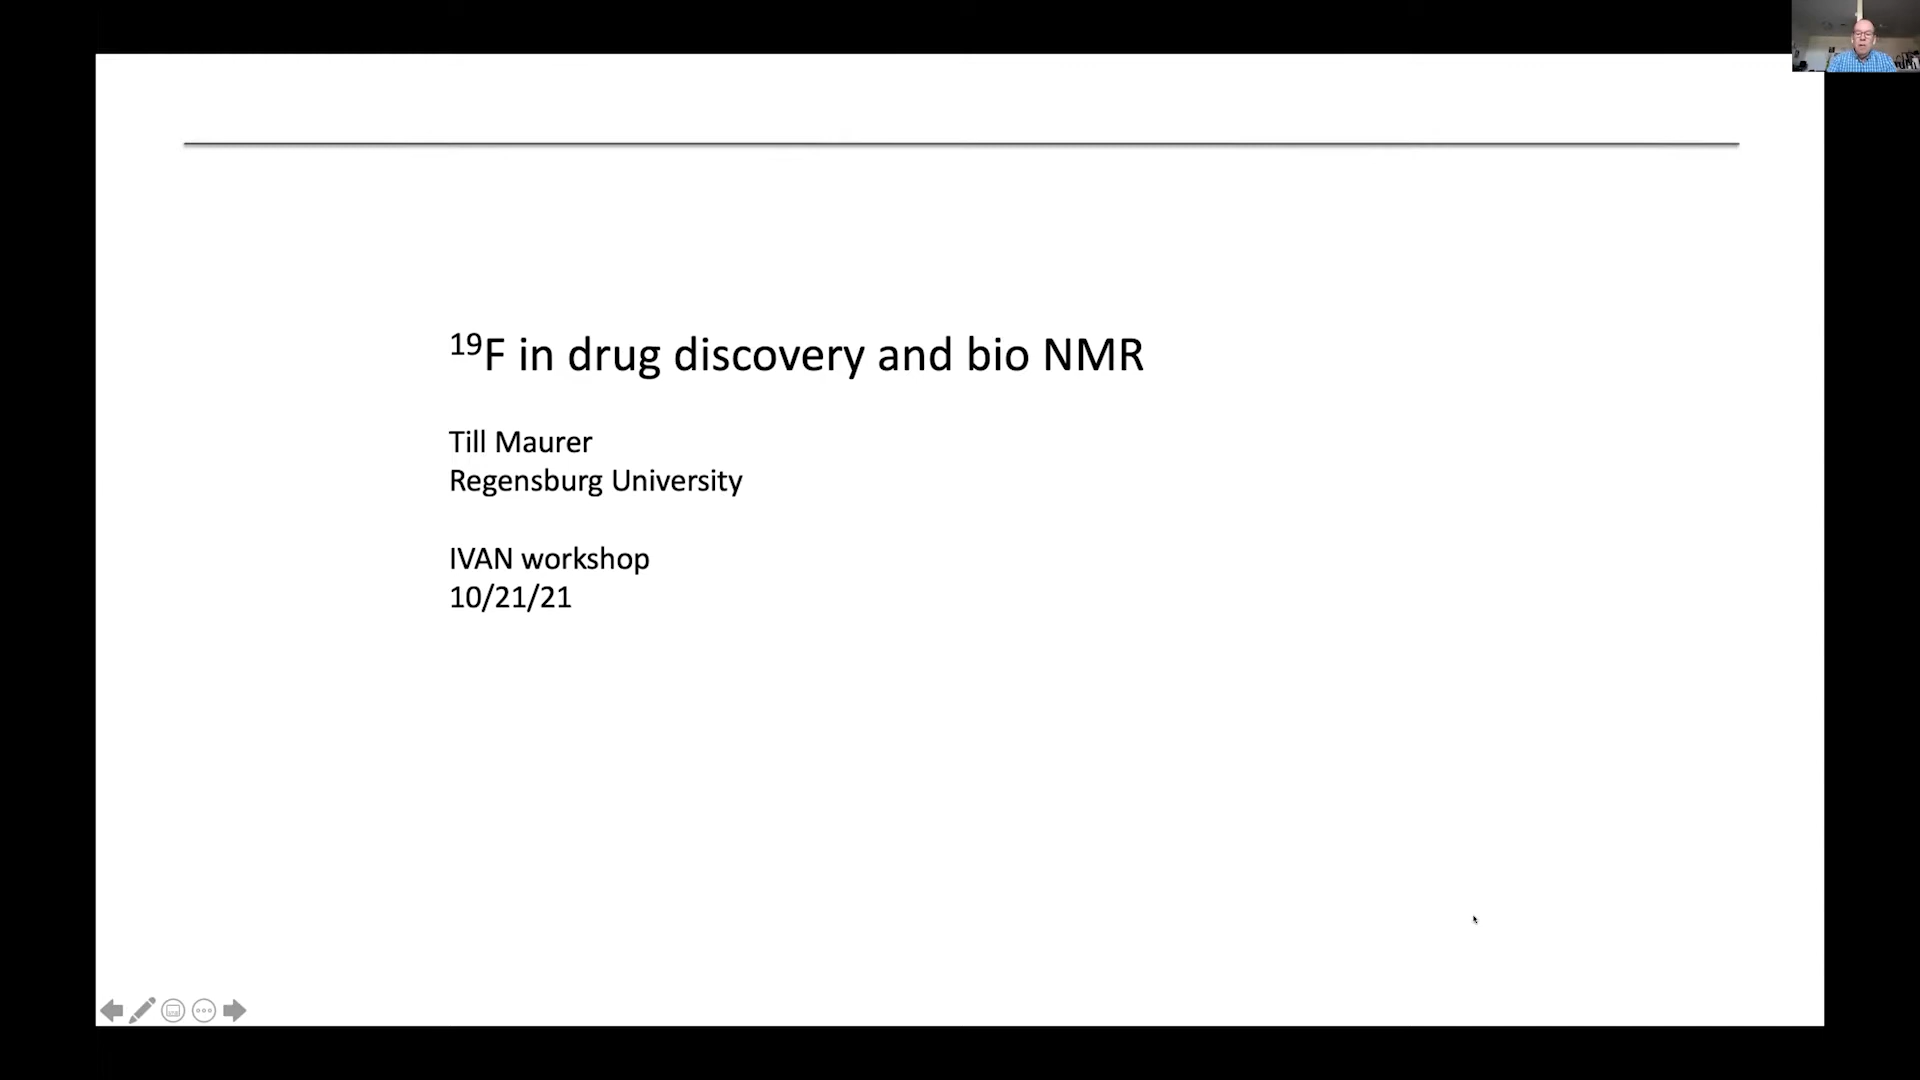 ¹⁹F in drug discovery and bio NMR
Till Maurer
Regensburg University
IVAN workshop
10/21/21